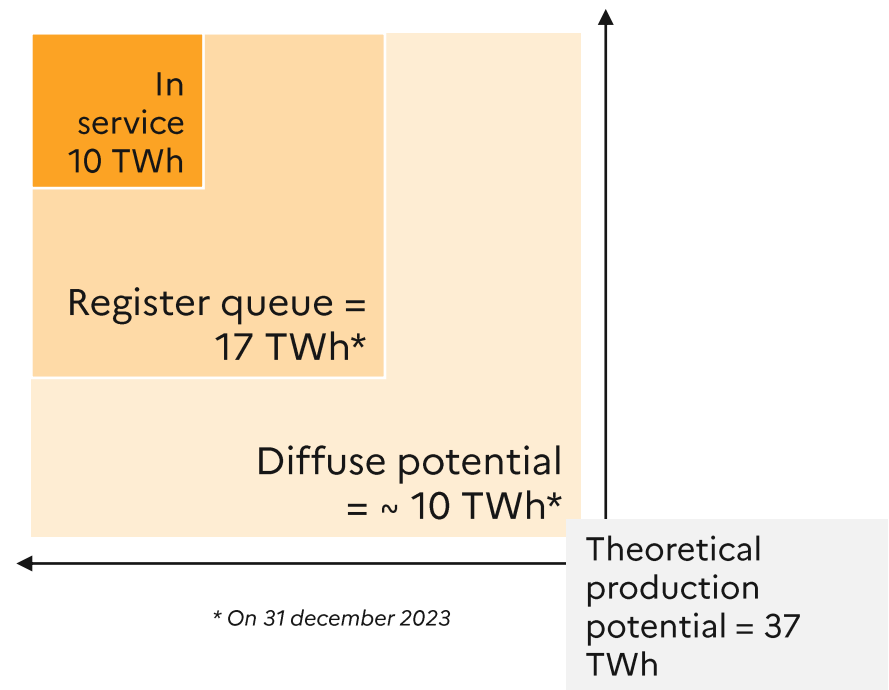 In
service
10 TWh
Register queue =
17 TWh*
Diffuse potential
= ~ 10 TWh*
Theoretical
production
potential = 37
TWh
* On 31 december 2023